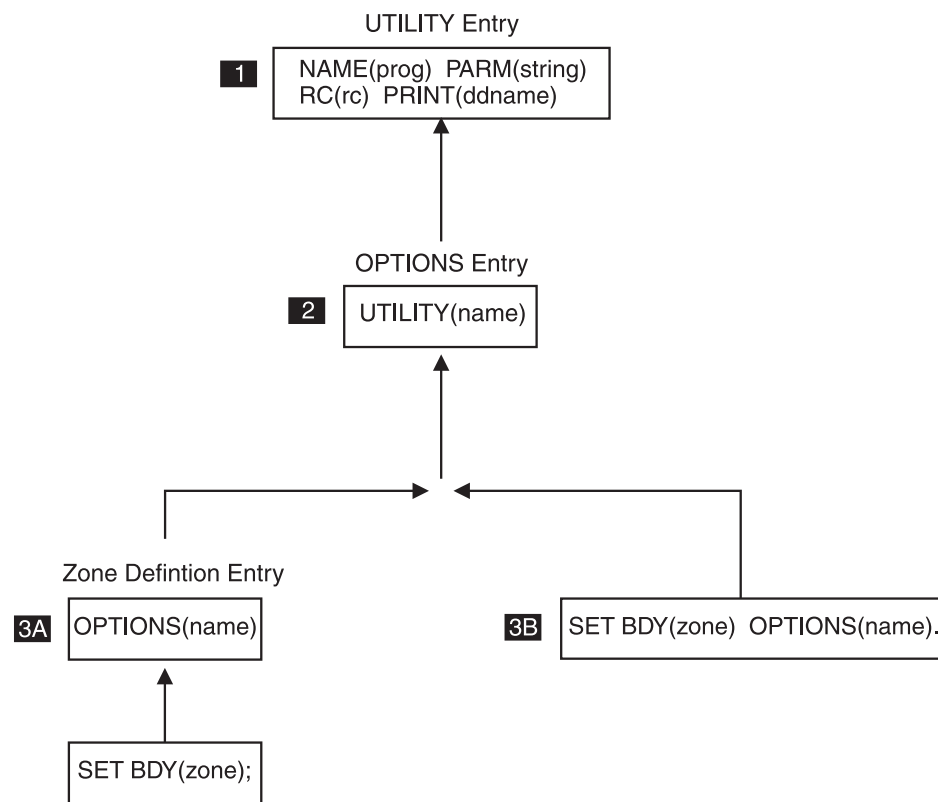 UTILITY Entry
1
NAME(prog) PARM(string)
RC(rc) PRINT(ddname)
OPTIONS Entry
2
UTILITY(name)
Zone Defintion Entry
3A
OPTIONS(name)
3B
SET BDY(zone) OPTIONS(name).
SET BDY(zone);